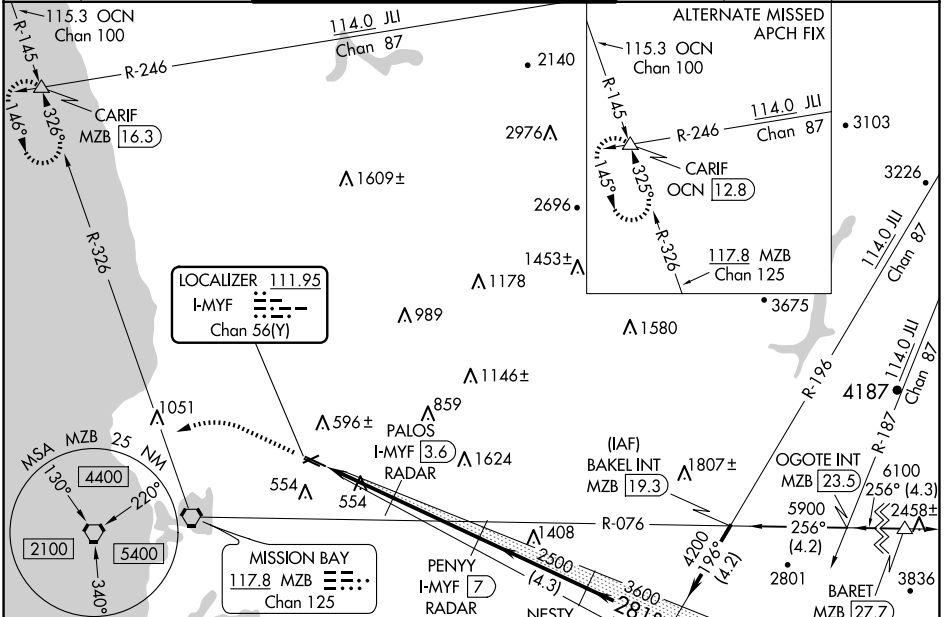 115.3 OCN
Chan 100
R-145
114.0 JLI
Chan 87
R-246
CARIF
MZB 16.3
146°
326°
R-326
2140
2976
1609±
2696
1453±
ALTERNATE MISSED
APCH FIX
115.3 OCN
Chan 100
R-145
114.0 JLI
Chan 87
R-246
CARIF
OCN 12.8
145°
325°
R-326
117.8 MZB
Chan 125
3103
3226
114.0 JLI
Chan 87
3675
LOCALIZER 111.95
I-MYF
Chan 56(Y)
1178
989
1580
1146±
859
596±
1051
R-196
4187
114.0 JLI
Chan 87
R-187
PALOS
I-MYF 3.6
RADAR
1624
554
554
(IAF)
BAKEL INT
MZB 19.3
1807±
OGOTE INT
MZB 23.5
6100
256° (4.3)
2458±
5900
256°
(4.2)
MSA MZB 25 NM
130°
220°
340°
4400
2100
5400
R-076
1408
MISSION BAY
117.8 MZB
Chan 125
PENYY
I-MYF 7
RADAR
2500
(4.3)
4200
196°
(4.2)
3600
281°
NESTY
2801
3836
BARET
MZB 27.7